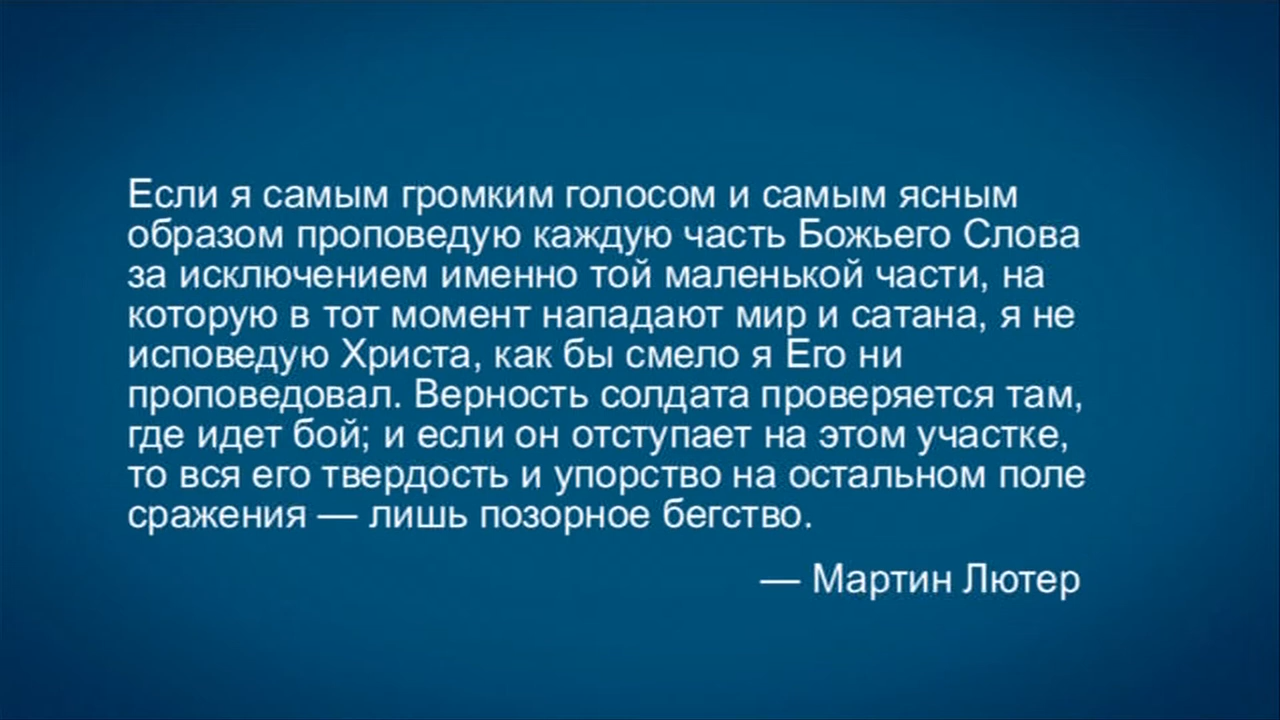 Если я самым громким голосом и самым ясным
образом проповедую каждую часть Божьего Слова
за исключением именно той маленькой части, на
которую в тот момент нападают мир и сатана, я не
исповедую Христа, как бы смело я Его ни
проповедовал. Верность солдата проверяется там,
где идет бой; и если он отступает на этом участке,
то вся его твердость и упорство на остальном поле
сражения — лишь позорное бегство.
— Мартин Лютер